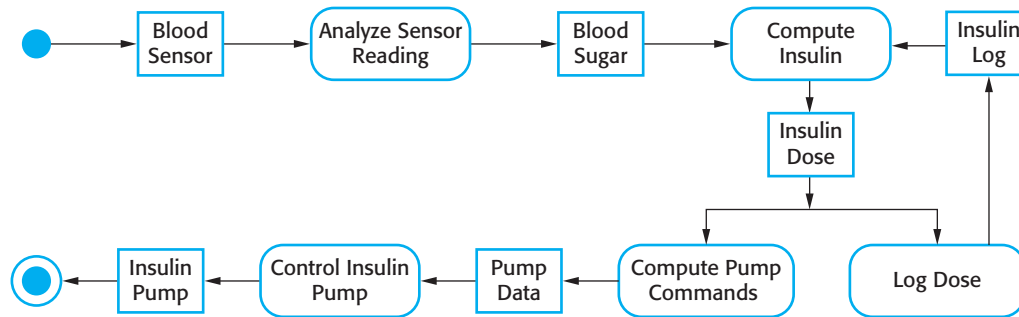 Blood
Sensor
Analyze Sensor
Reading
Blood
Sugar
Compute
Insulin
Insulin
Log
Insulin
Dose
Insulin
Pump
Control Insulin
Pump
Pump
Data
Compute Pump
Commands
Log Dose